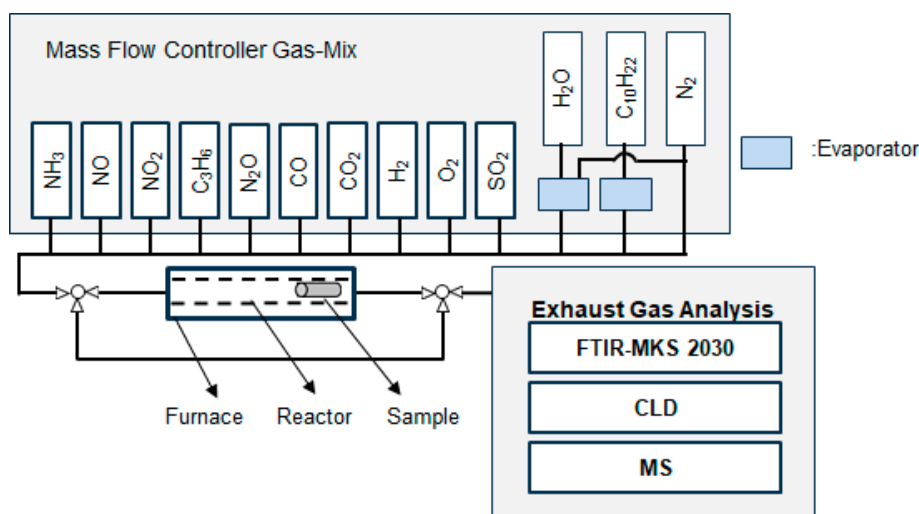 Mass Flow Controller Gas-Mix
NH₃
NO
NO₂
C₃H₆
N₂O
CO
CO₂
H₂
O₂
SO₂
H₂O
C₁₀H₂₂
N₂
:Evaporator
Furnace
Reactor
Sample
Exhaust Gas Analysis
FTIR-MKS 2030
CLD
MS